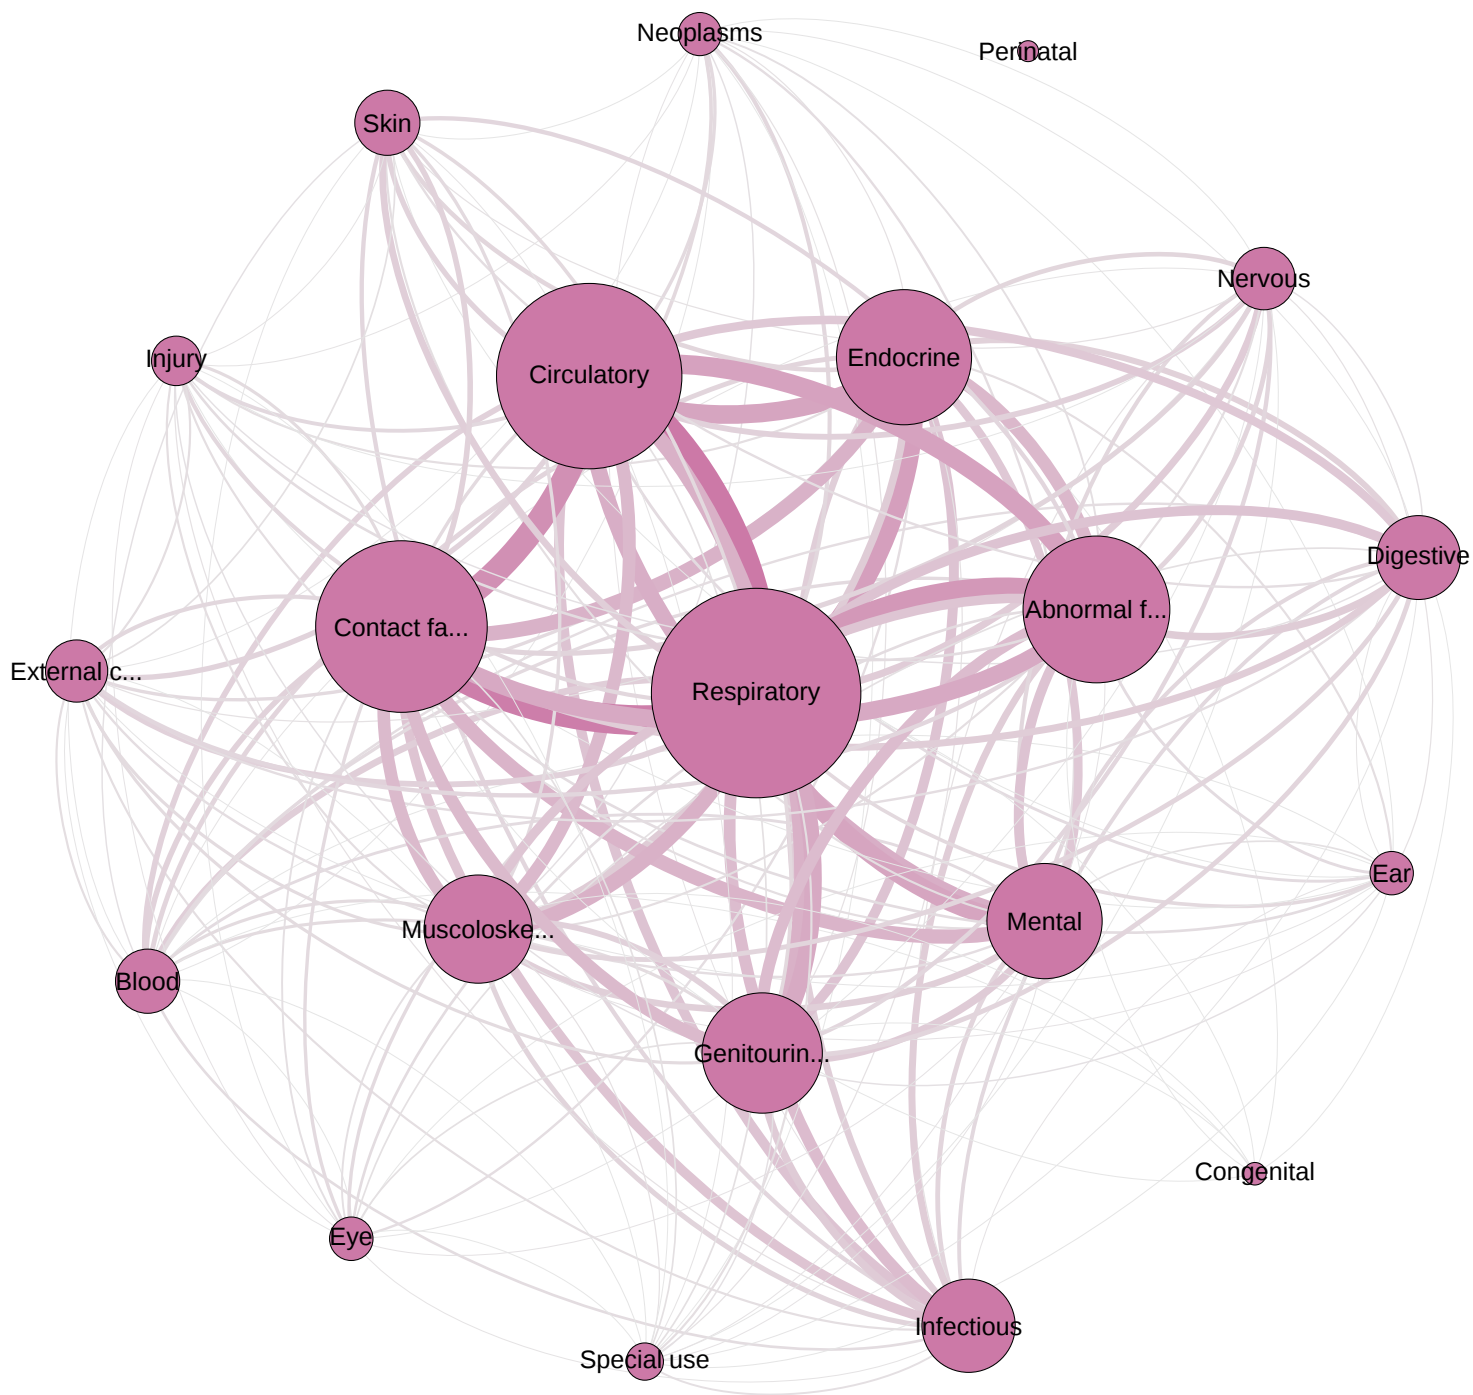 Neoplasms
Perinatal
Skin
Nervous
Injury
Endocrine
Circulatory
Digestive
Abnormal f...
Contact fa...
External c...
Respiratory
Ear
Mental
Muscoloske...
Blood
Genitourin...
Congenital
Eye
Infectious
Special use